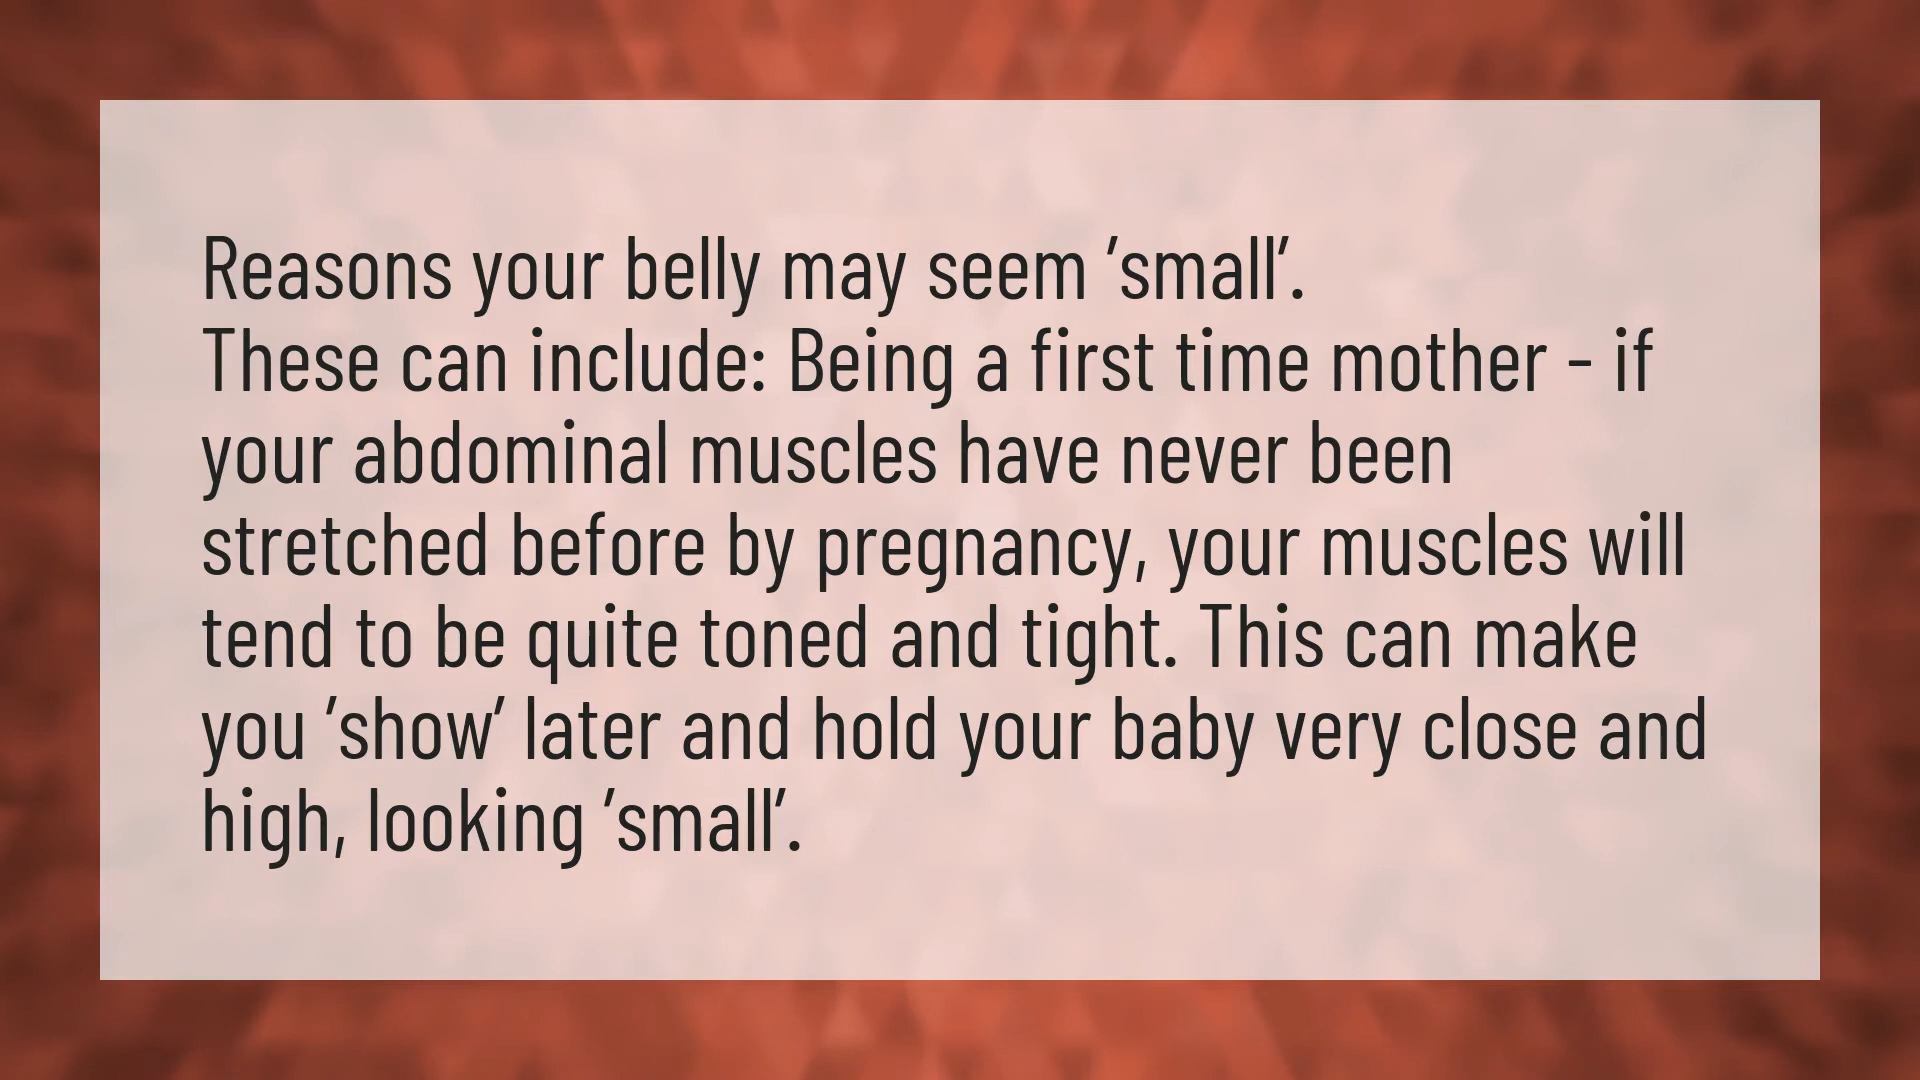 Reasons your belly may seem ’small’.
These can include: Being a first time mother - if
your abdominal muscles have never been
stretched before by pregnancy, your muscles will
tend to be quite toned and tight. This can make
you ’show’ later and hold your baby very close and
high, looking ’small’.